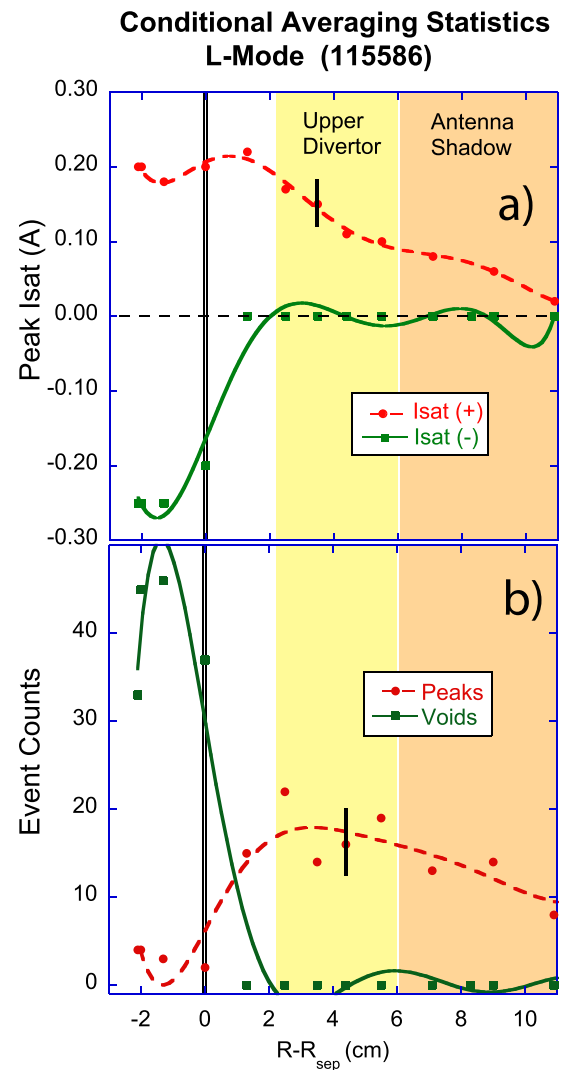 Conditional Averaging Statistics
L-Mode (115586)
0.30
0.20
0.10
0.00
-0.10
-0.20
-0.30
Peak Isat (A)
Upper
Divertor
Antenna
Shadow
a)
Isat (+)
Isat (-)
40
30
20
10
0
Event Counts
b)
Peaks
Voids
-2
0
2
4
6
8
10
R-Rsep (cm)